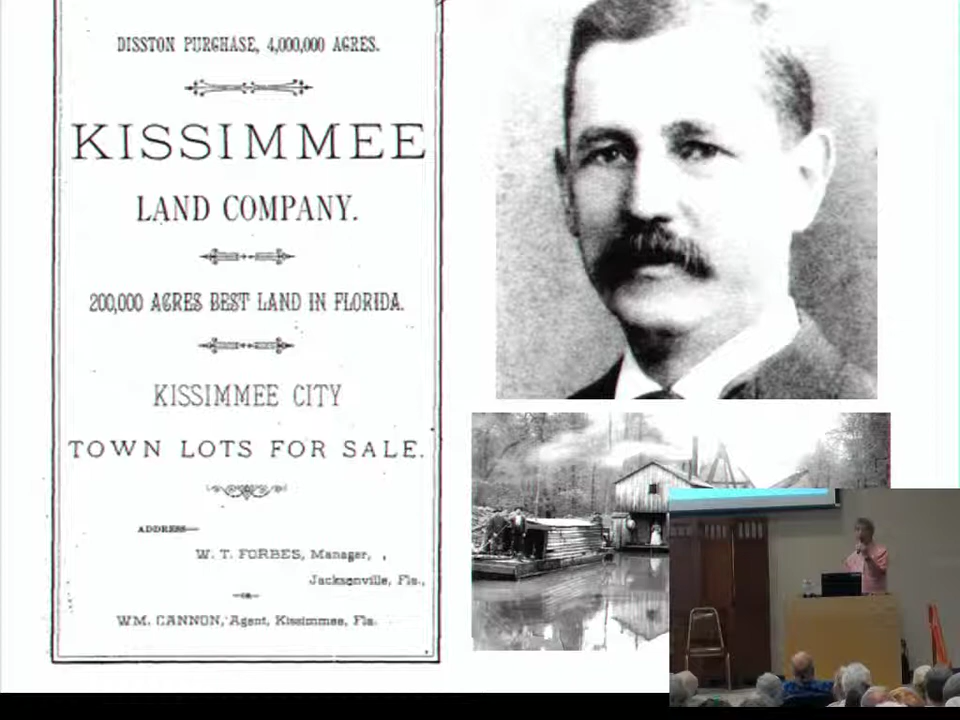 DISSTON PURCHASE, 4,000,000 ACRES.
KISSIMMEE
LAND COMPANY.
200,000 ACRES BEST LAND IN FLORIDA.
KISSIMMEE CITY
TOWN LOTS FOR SALE.
ADDRESS—
W. T. FORBES, Manager,
Jacksonville, Fla.,
WM. CANNON, Agent, Kissimmee, Fla.